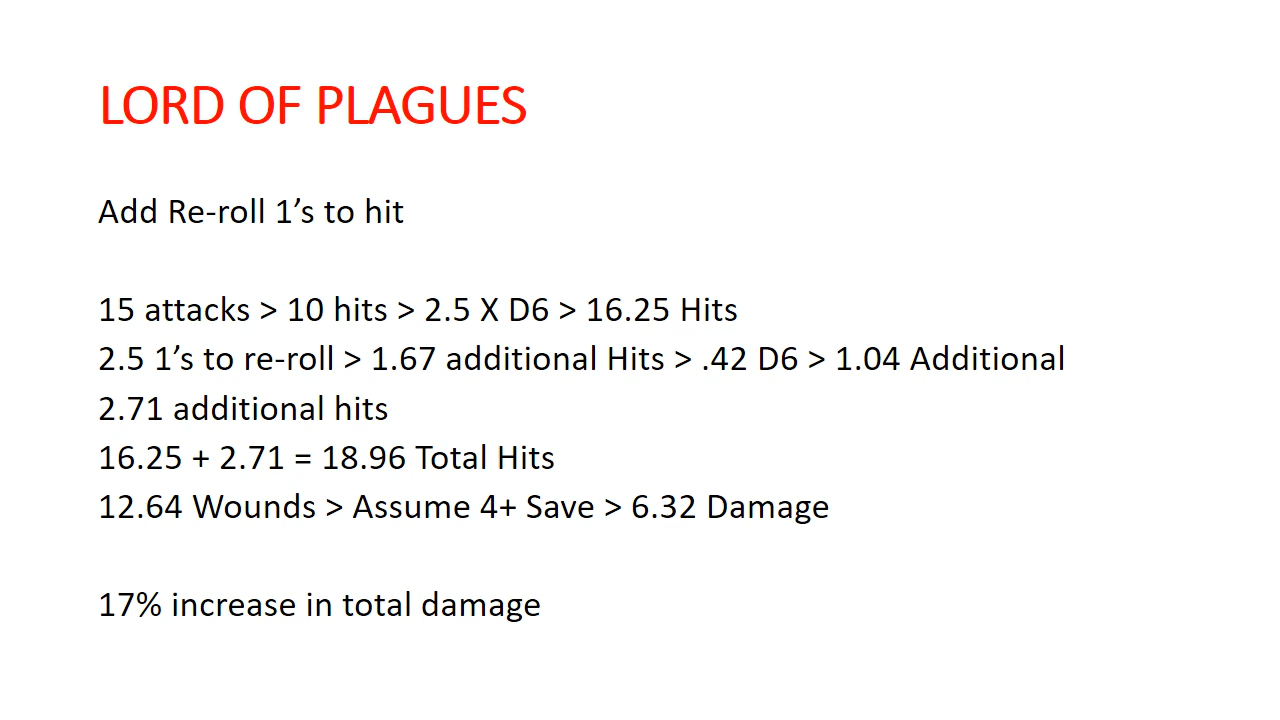 LORD OF PLAGUES
Add Re-roll 1’s to hit
15 attacks > 10 hits > 2.5 X D6 > 16.25 Hits
2.5 1’s to re-roll > 1.67 additional Hits > .42 D6 > 1.04 Additional
2.71 additional hits
16.25 + 2.71 = 18.96 Total Hits
12.64 Wounds > Assume 4+ Save > 6.32 Damage
17% increase in total damage